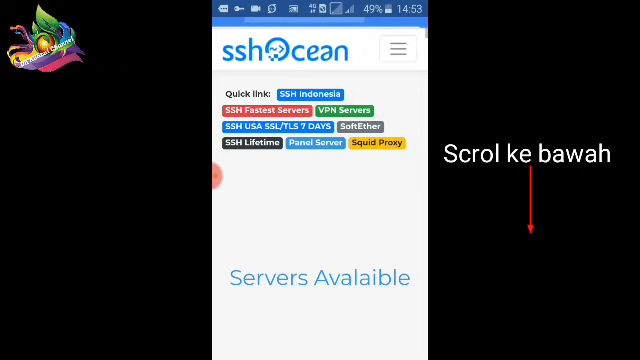 4G
49% 14:53
sshOcean
Quick link: SSH Indonesia
SSH Fastest Servers VPN Servers
SSH USA SSL/TLS 7 DAYS SoftEther
SSH Lifetime Panel Server Squid Proxy
Scrol ke bawah
Servers Avalaible